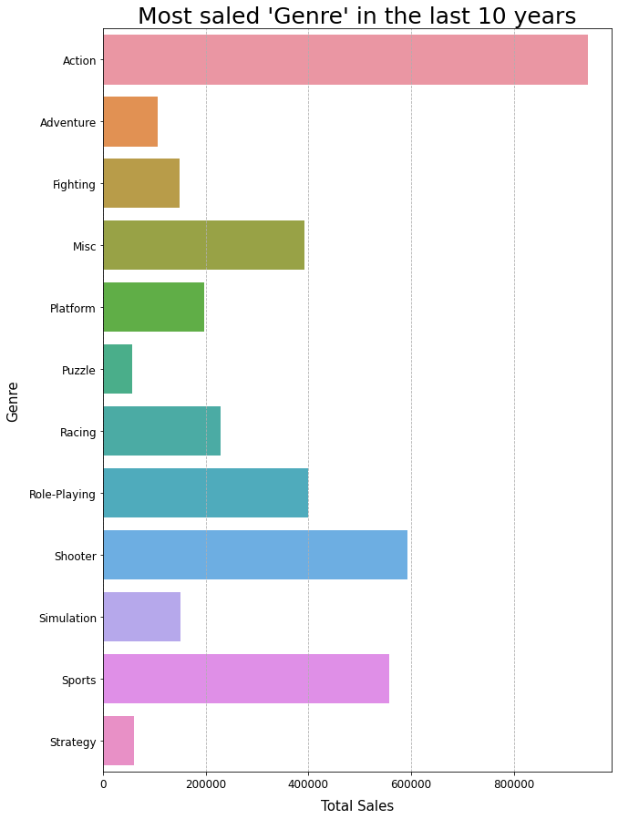 Most saled 'Genre' in the last 10 years
Action
Adventure
Fighting
Misc
Platform
Puzzle
Genre
Racing
Role-Playing
Shooter
Simulation
Sports
Strategy
0 200000 400000 600000 800000
Total Sales